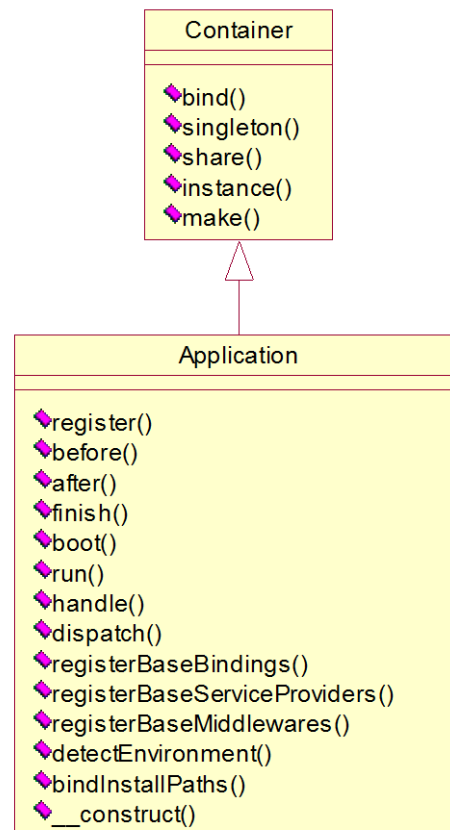 Container
bind()
singleton()
share()
instance()
make()
Application
register()
before()
after()
finish()
boot()
run()
handle()
dispatch()
registerBaseBindings()
registerBaseServiceProviders()
registerBaseMiddlewares()
detectEnvironment()
bindInstallPaths()
__construct()